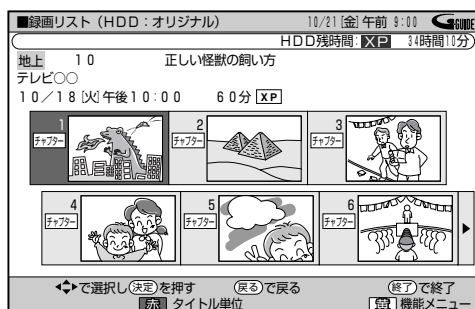 ■録画リスト（HDD：オリジナル） 10/21[金]午前 9:00 G-GUIDE
HDD残時間：XP 34時間10分
地上 10 正しい怪獣の飼い方
テレビ○○
10／18[火]午後10：00 60分 XP
1 チャプター
2 チャプター
3 チャプター
4 チャプター
5 チャプター
6 チャプター
で選択し決定を押す 戻るで戻る 終了で終了
赤 タイトル単位 機能メニュー